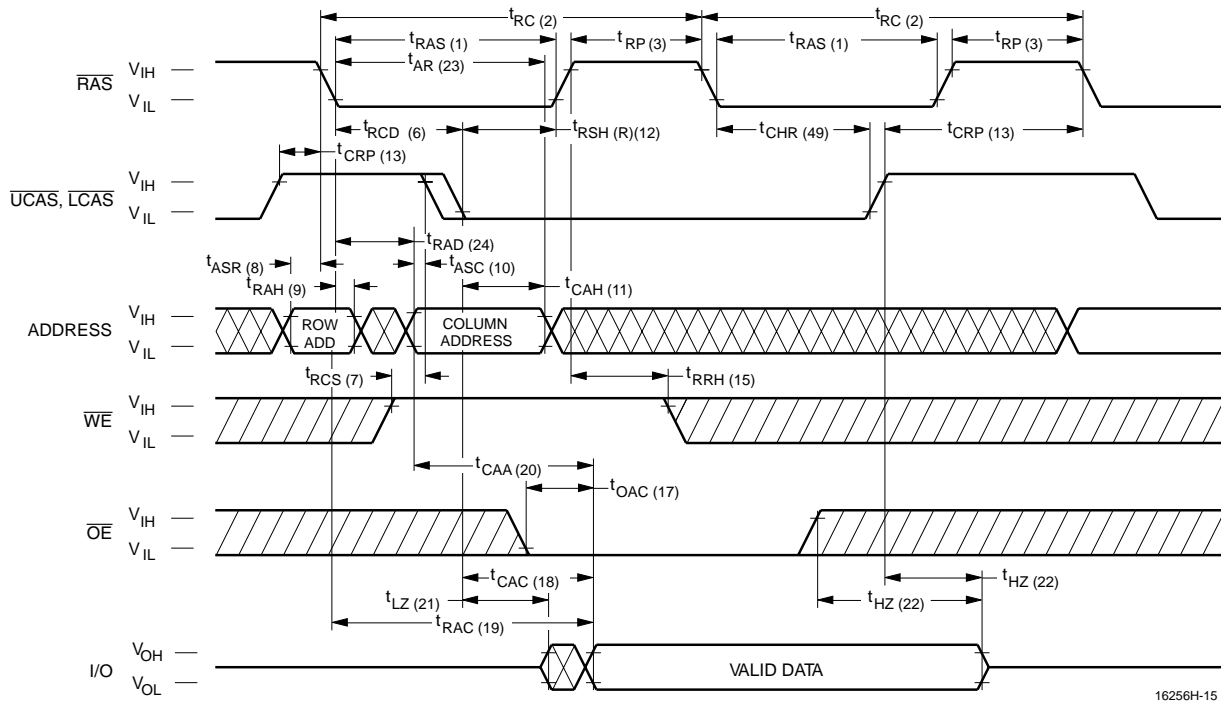 tRC (2) tRC (2)
tRAS (1) tRP (3) tRAS (1) tRP (3)
tAR (23)
RAS VIH
VIL
tRCD (6) tRSH (R)(12) tCHR (49) tCRP (13)
tCRP (13)
UCAS, LCAS VIH
VIL
tRAD (24)
tASR (8) tASC (10)
tRAH (9) tCAH (11)
ADDRESS VIH
VIL
ROW ADD
COLUMN ADDRESS
tRCS (7) tRRH (15)
WE VIH
VIL
tCAA (20)
tOAC (17)
OE VIH
VIL
tCAC (18) tHZ (22)
tLZ (21) tHZ (22)
tRAC (19)
I/O VOH
VOL
VALID DATA
16256H-15